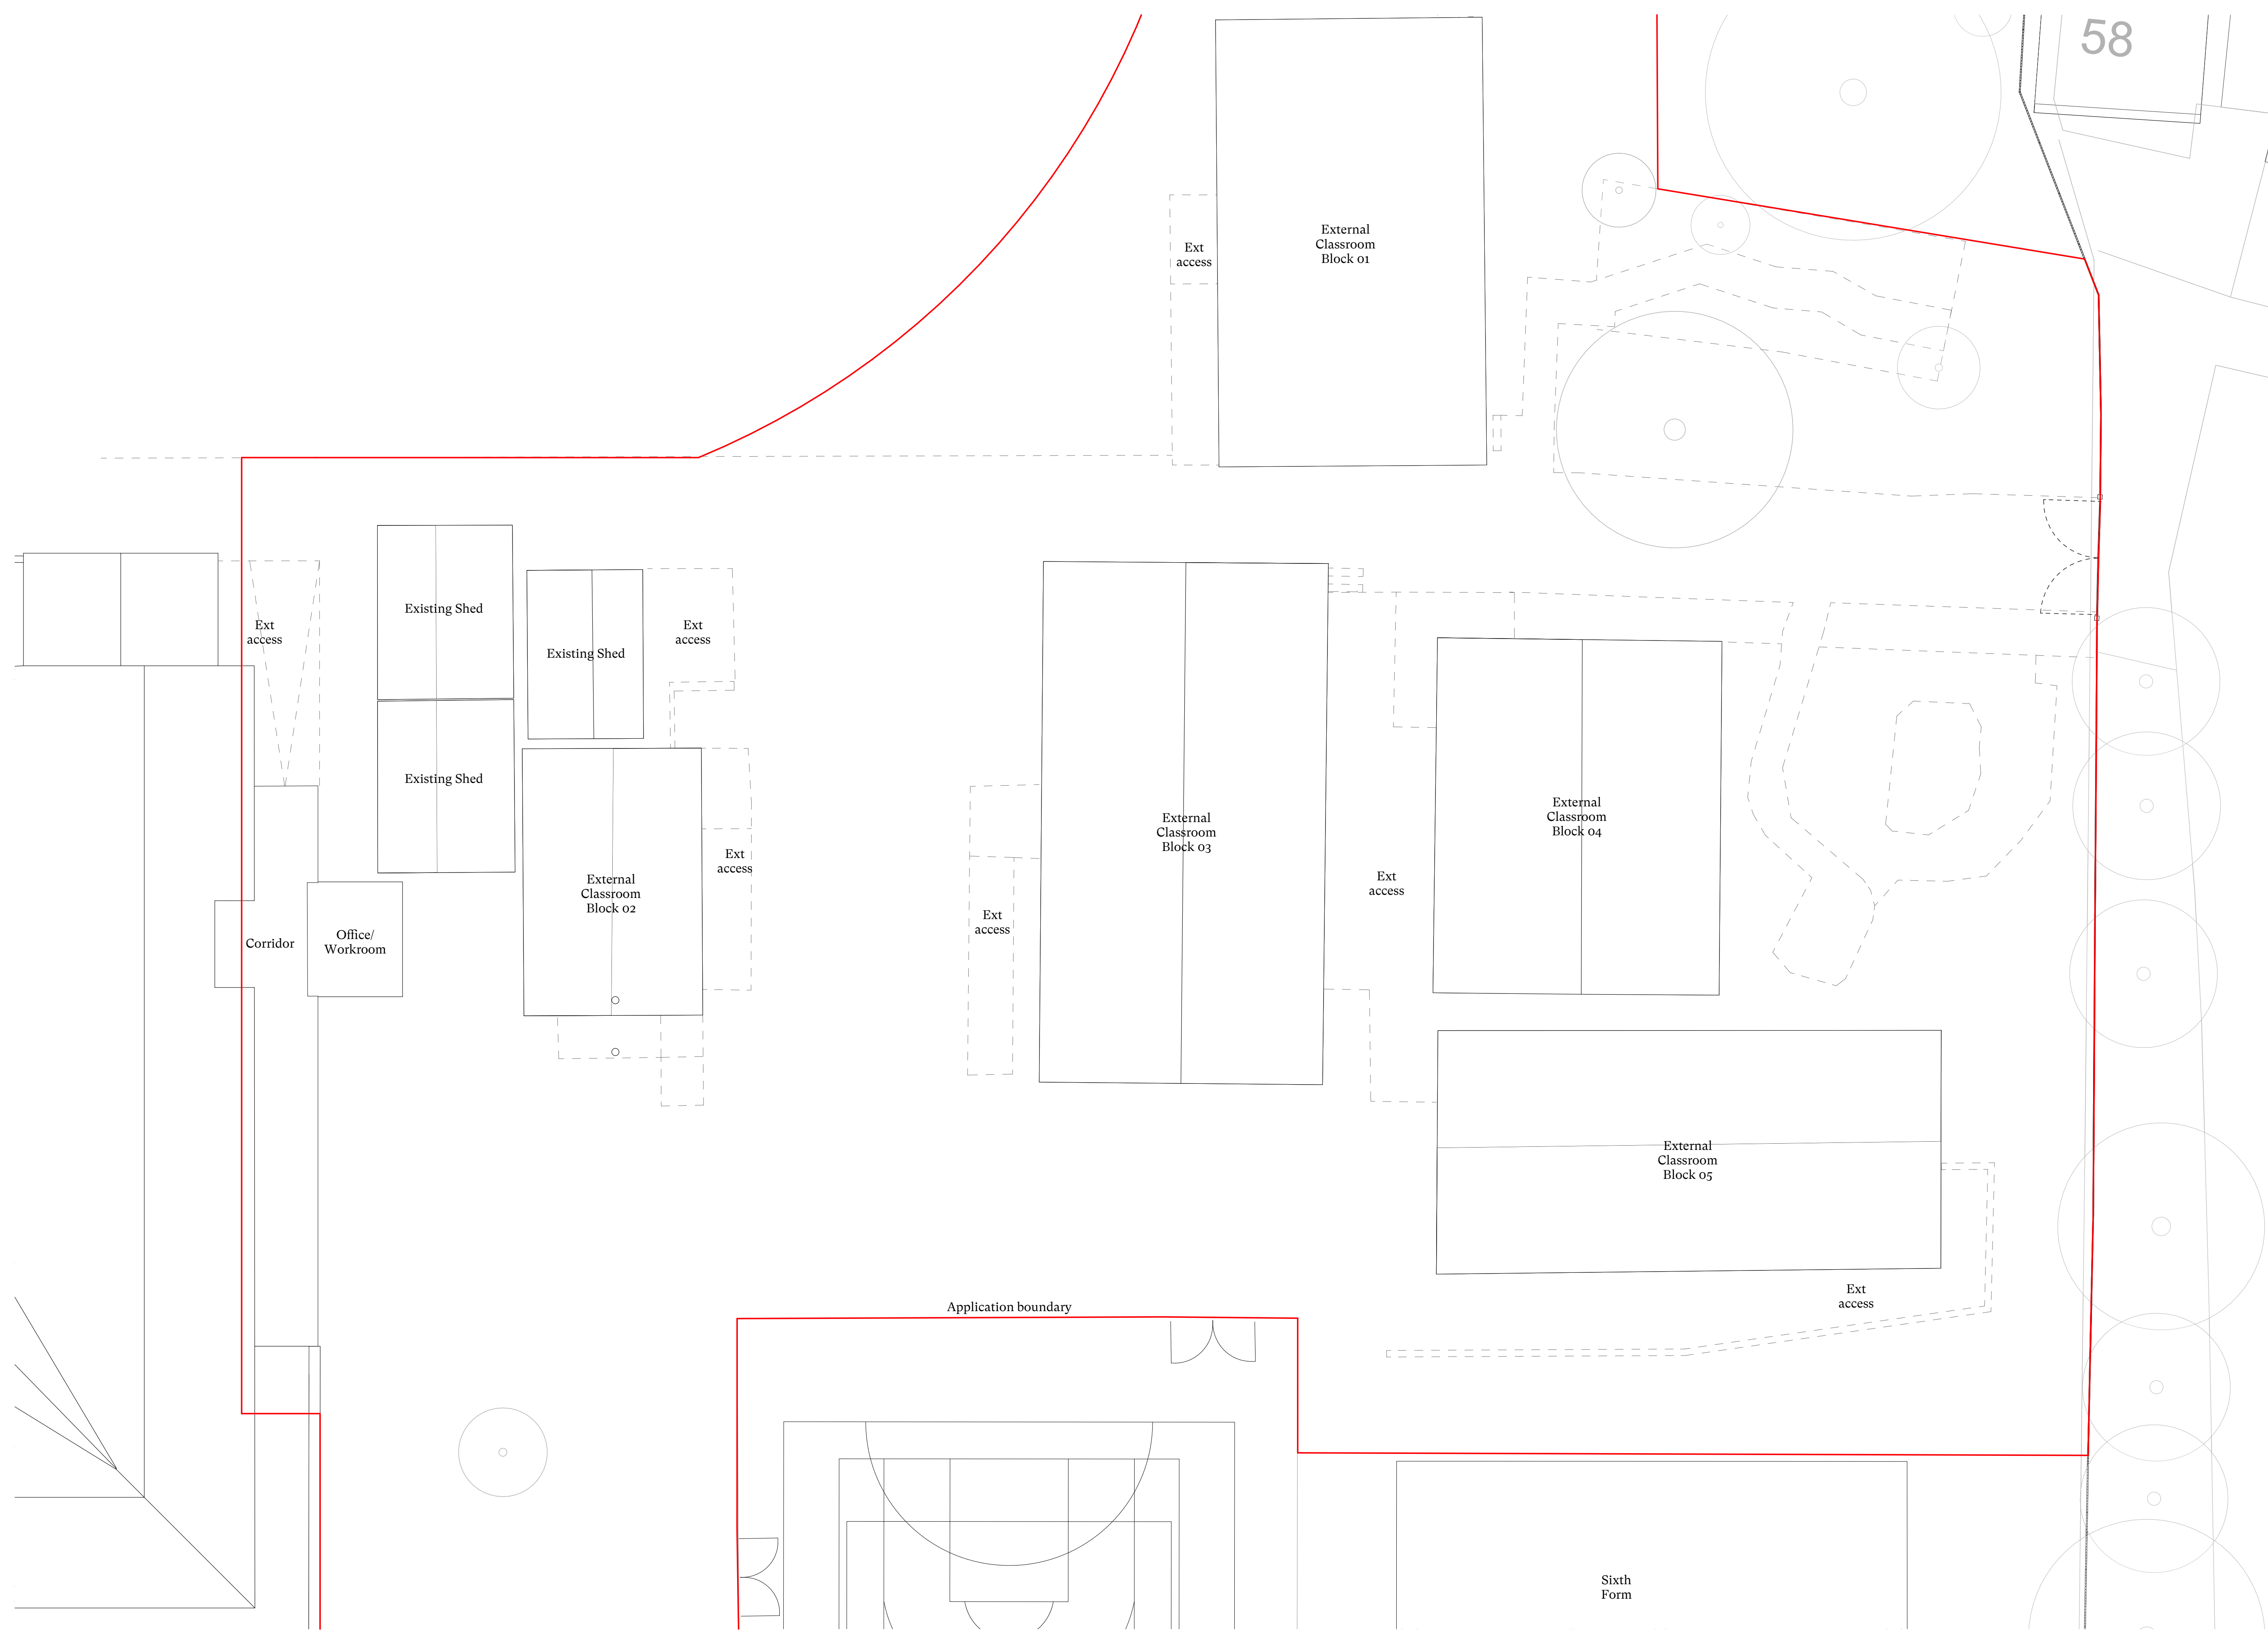 58
External
Classroom
Block 01
Ext
access
Existing Shed
Ext
access
Ext
access
Existing Shed
Existing Shed
External
Classroom
Block 04
External
Classroom
Block 03
Ext
access
Ext
access
External
Classroom
Block 02
Ext
access
Corridor
Office/
Workroom
External
Classroom
Block 05
Ext
access
Application boundary
Sixth
Form